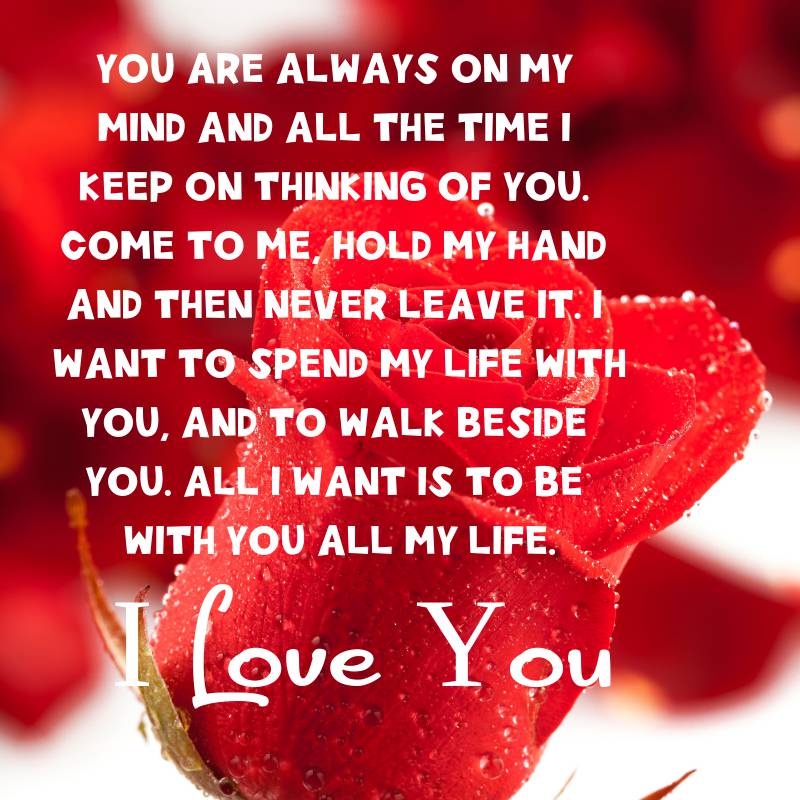 YOU ARE ALWAYS ON MY
MIND AND ALL THE TIME I
KEEP ON THINKING OF YOU.
COME TO ME, HOLD MY HAND
AND THEN NEVER LEAVE IT. I
WANT TO SPEND MY LIFE WITH
YOU, AND TO WALK BESIDE
YOU. ALL I WANT IS TO BE
WITH YOU ALL MY LIFE.
I Love You